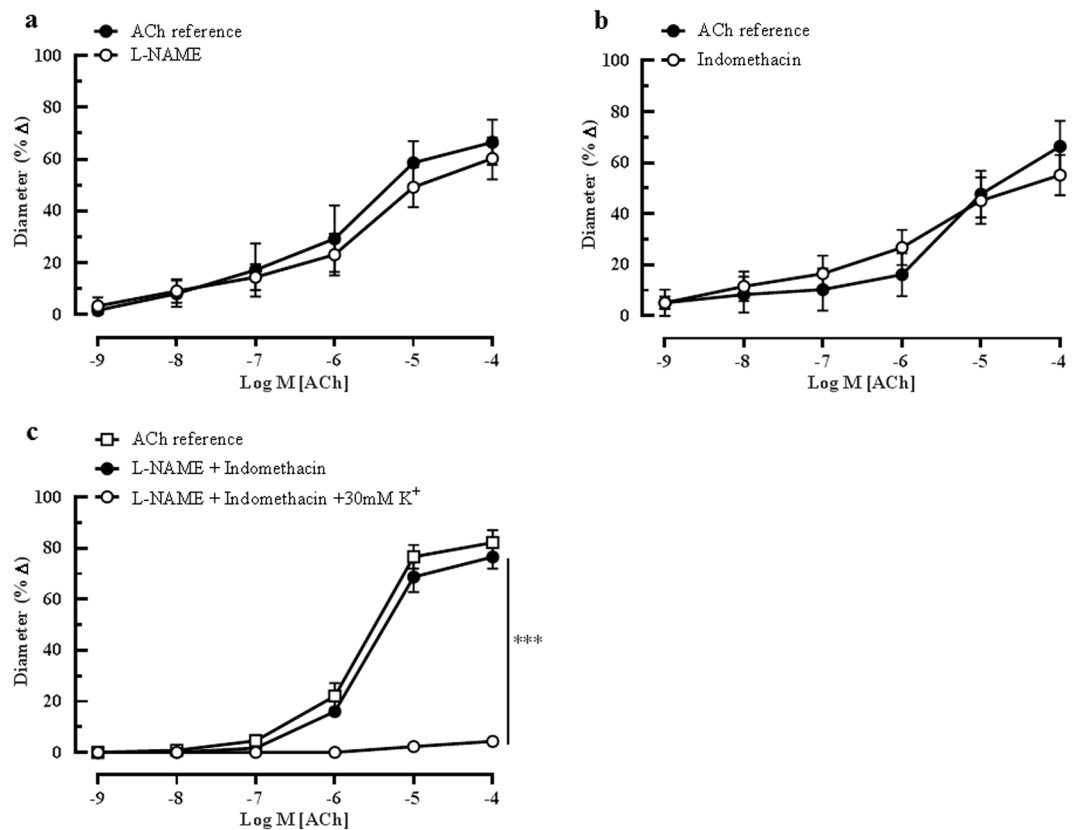 a
ACh reference
L-NAME
100
80
60
40
20
0
Diameter (% Δ)
-9 -8 -7 -6 -5 -4
Log M [ACh]
b
ACh reference
Indomethacin
100
80
60
40
20
0
Diameter (% Δ)
-9 -8 -7 -6 -5 -4
Log M [ACh]
c
ACh reference
L-NAME + Indomethacin
L-NAME + Indomethacin +30mM K+
100
80
60
40
20
0
Diameter (% Δ)
***
-9 -8 -7 -6 -5 -4
Log M [ACh]